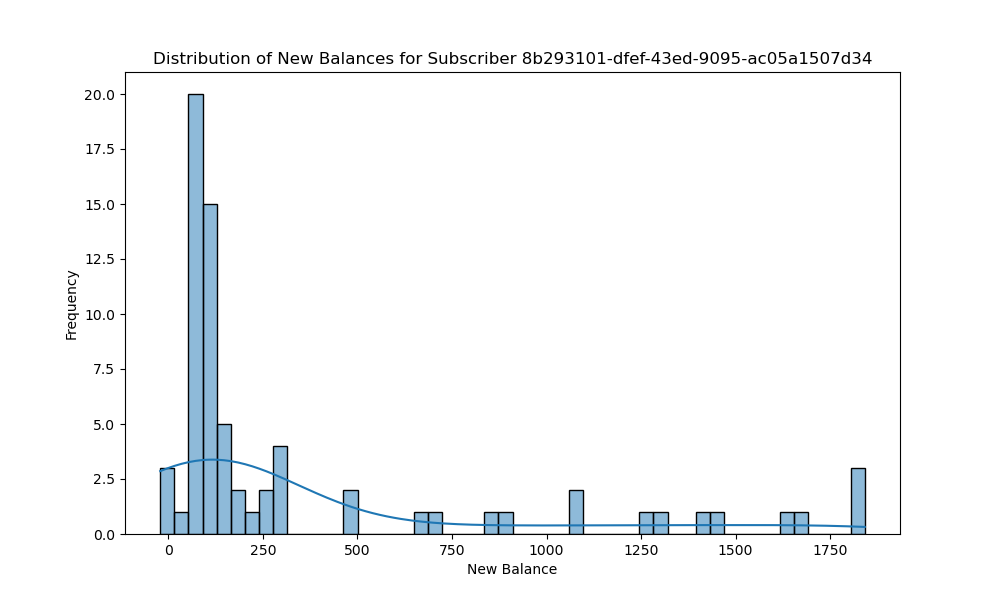 Distribution of New Balances for Subscriber 8b293101-dfef-43ed-9095-ac05a1507d34
20.0
17.5
15.0
12.5
10.0
7.5
5.0
2.5
0.0
Frequency
0 250 500 750 1000 1250 1500 1750
New Balance